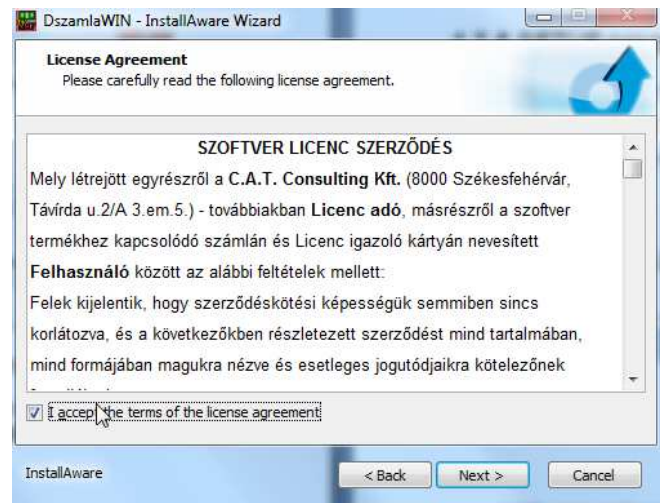 DszamlaWIN - InstallAware Wizard
License Agreement
Please carefully read the following license agreement.
SZOFTVER LICENC SZERZŐDÉS
Mely létrejött egyrészről a C.A.T. Consulting Kft. (8000 Székesfehérvár,
Távírda u.2/A 3.em.5.) - továbbiakban Licenc adó, másrészről a szoftver
termékhez kapcsolódó számlán és Licenc igazoló kártyán nevesített
Felhasználó között az alábbi feltételek mellett:
Felek kijelentik, hogy szerződéskötési képességük semmiben sincs
korlátozva, és a következőkben részletezett szerződést mind tartalmában,
mind formájában magukra nézve és esetleges jogutódjaikra kötelezőnek
I accept the terms of the license agreement
InstallAware
< Back
Next >
Cancel